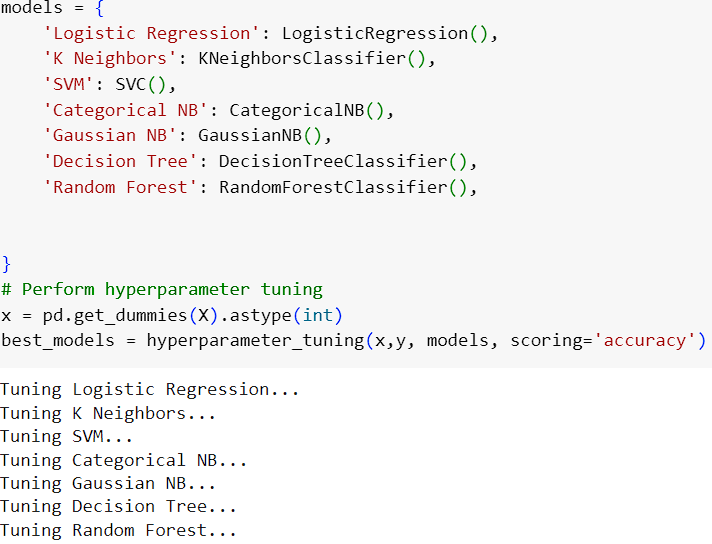 models = {
    'Logistic Regression': LogisticRegression(),
    'K Neighbors': KNeighborsClassifier(),
    'SVM': SVC(),
    'Categorical NB': CategoricalNB(),
    'Gaussian NB': GaussianNB(),
    'Decision Tree': DecisionTreeClassifier(),
    'Random Forest': RandomForestClassifier(),
}
# Perform hyperparameter tuning
x = pd.get_dummies(X).astype(int)
best_models = hyperparameter_tuning(x,y, models, scoring='accuracy')
Tuning Logistic Regression...
Tuning K Neighbors...
Tuning SVM...
Tuning Categorical NB...
Tuning Gaussian NB...
Tuning Decision Tree...
Tuning Random Forest...